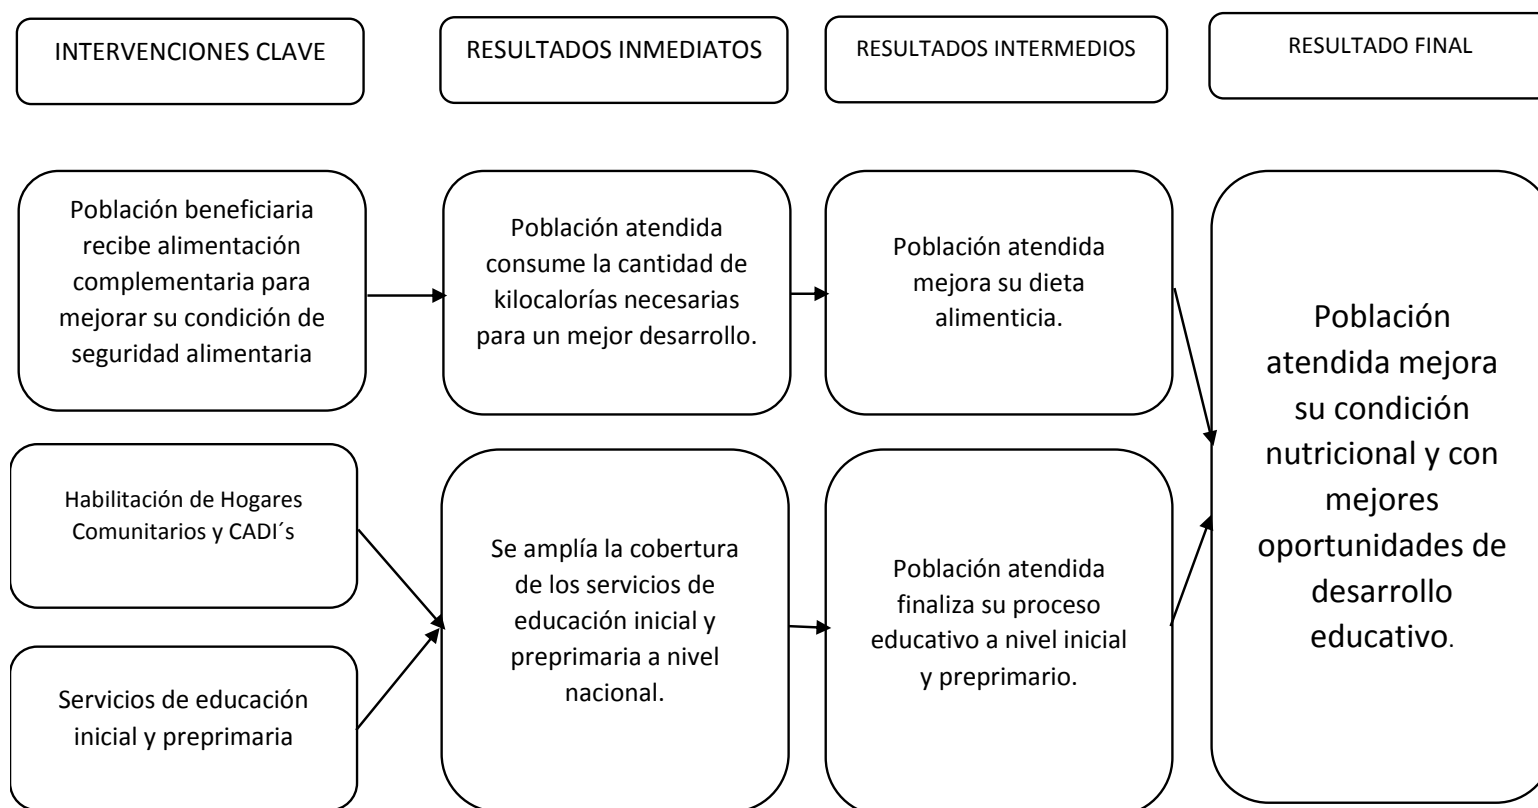 INTERVENCIONES CLAVE
RESULTADOS INMEDIATOS
RESULTADOS INTERMEDIOS
RESULTADO FINAL
Población beneficiaria
recibe alimentación
complementaria para
mejorar su condición de
seguridad alimentaria
Población atendida
consume la cantidad de
kilocalorías necesarias
para un mejor desarrollo.
Población atendida
mejora su dieta
alimenticia.
Población
atendida mejora
su condición
nutricional y con
mejores
oportunidades de
desarrollo
educativo.
Habilitación de Hogares
Comunitarios y CADI´s
Servicios de educación
inicial y preprimaria
Se amplía la cobertura
de los servicios de
educación inicial y
preprimaria a nivel
nacional.
Población atendida
finaliza su proceso
educativo a nivel inicial
y preprimario.